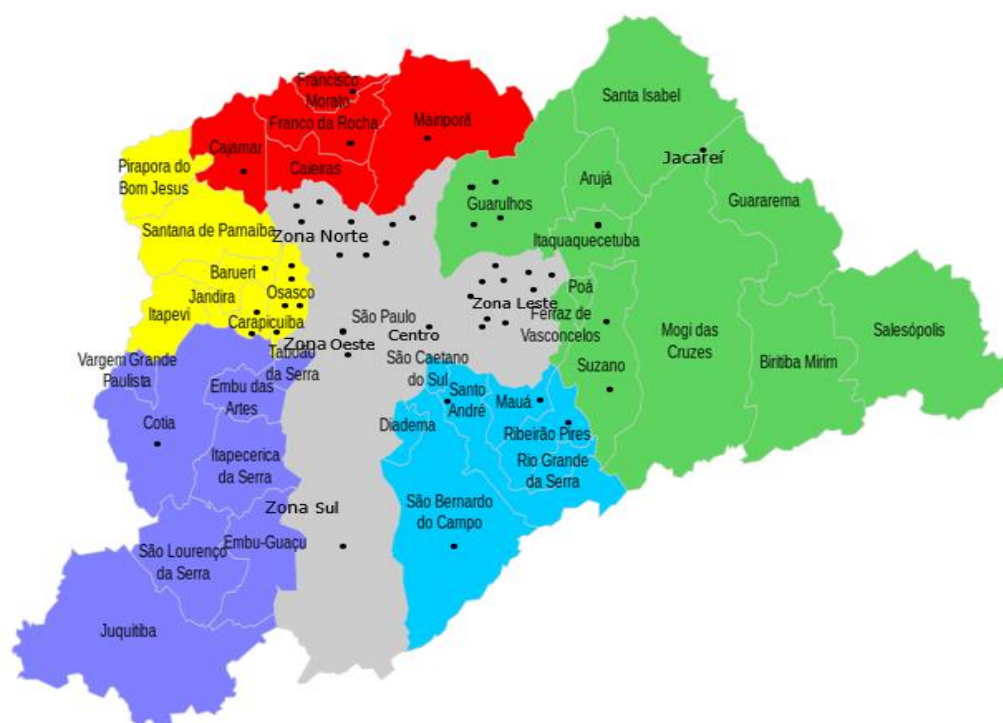 Francisco
Morato
Franco da Rocha
Mairiporã
Cajamar
Caieiras
Santa Isabel
Pirapora do
Bom Jesus
Jacareí
Arujá
Guararema
Guarulhos
Santana de Parnaíba
Zona Norte
Itaquaquecetuba
Barueri
Jandira
Osasco
Itapevi
Carapicuíba
São Paulo
Zona Leste
Poá
Ferraz de
Vasconcelos
Centro
Zona Oeste
Taboão
da Serra
São Caetano
do Sul
Vargem Grande
Paulista
Embu das
Artes
Santo
André
Mauá
Suzano
Mogi das
Cruzes
Biritiba Mirim
Salesópolis
Diadema
Cotia
Ribeirão Pires
Itapecerica
da Serra
Rio Grande
da Serra
Zona Sul
São Bernardo
do Campo
Embu-Guaçu
São Lourenço
da Serra
Juquitiba